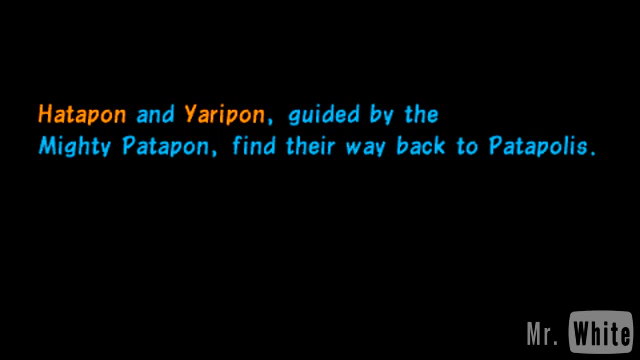 Hatapon and Yaripon, guided by the
Mighty Patapon, find their way back to Patapolis.
Mr. White